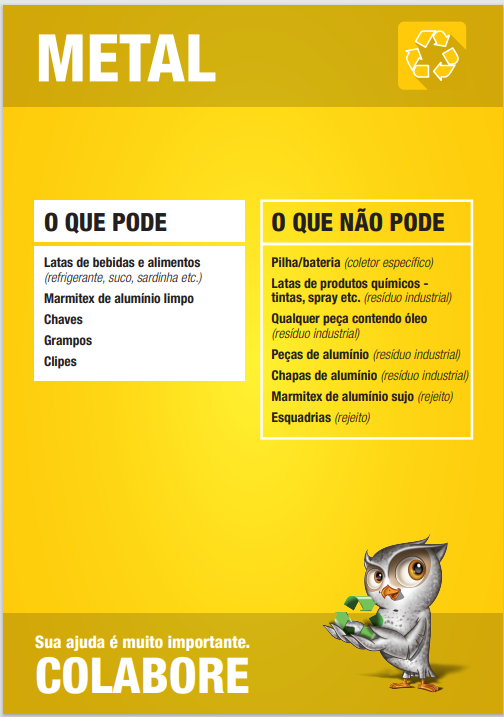 METAL
O QUE PODE
Latas de bebidas e alimentos
(refrigerante, suco, sardinha etc.)
Marmitex de alumínio limpo
Chaves
Grampos
Clipes
O QUE NÃO PODE
Pilha/bateria (coletor específico)
Latas de produtos químicos -
tintas, spray etc. (resíduo industrial)
Qualquer peça contendo óleo
(resíduo industrial)
Peças de alumínio (resíduo industrial)
Chapas de alumínio (resíduo industrial)
Marmitex de alumínio sujo (rejeito)
Esquadrias (rejeito)
Sua ajuda é muito importante.
COLABORE